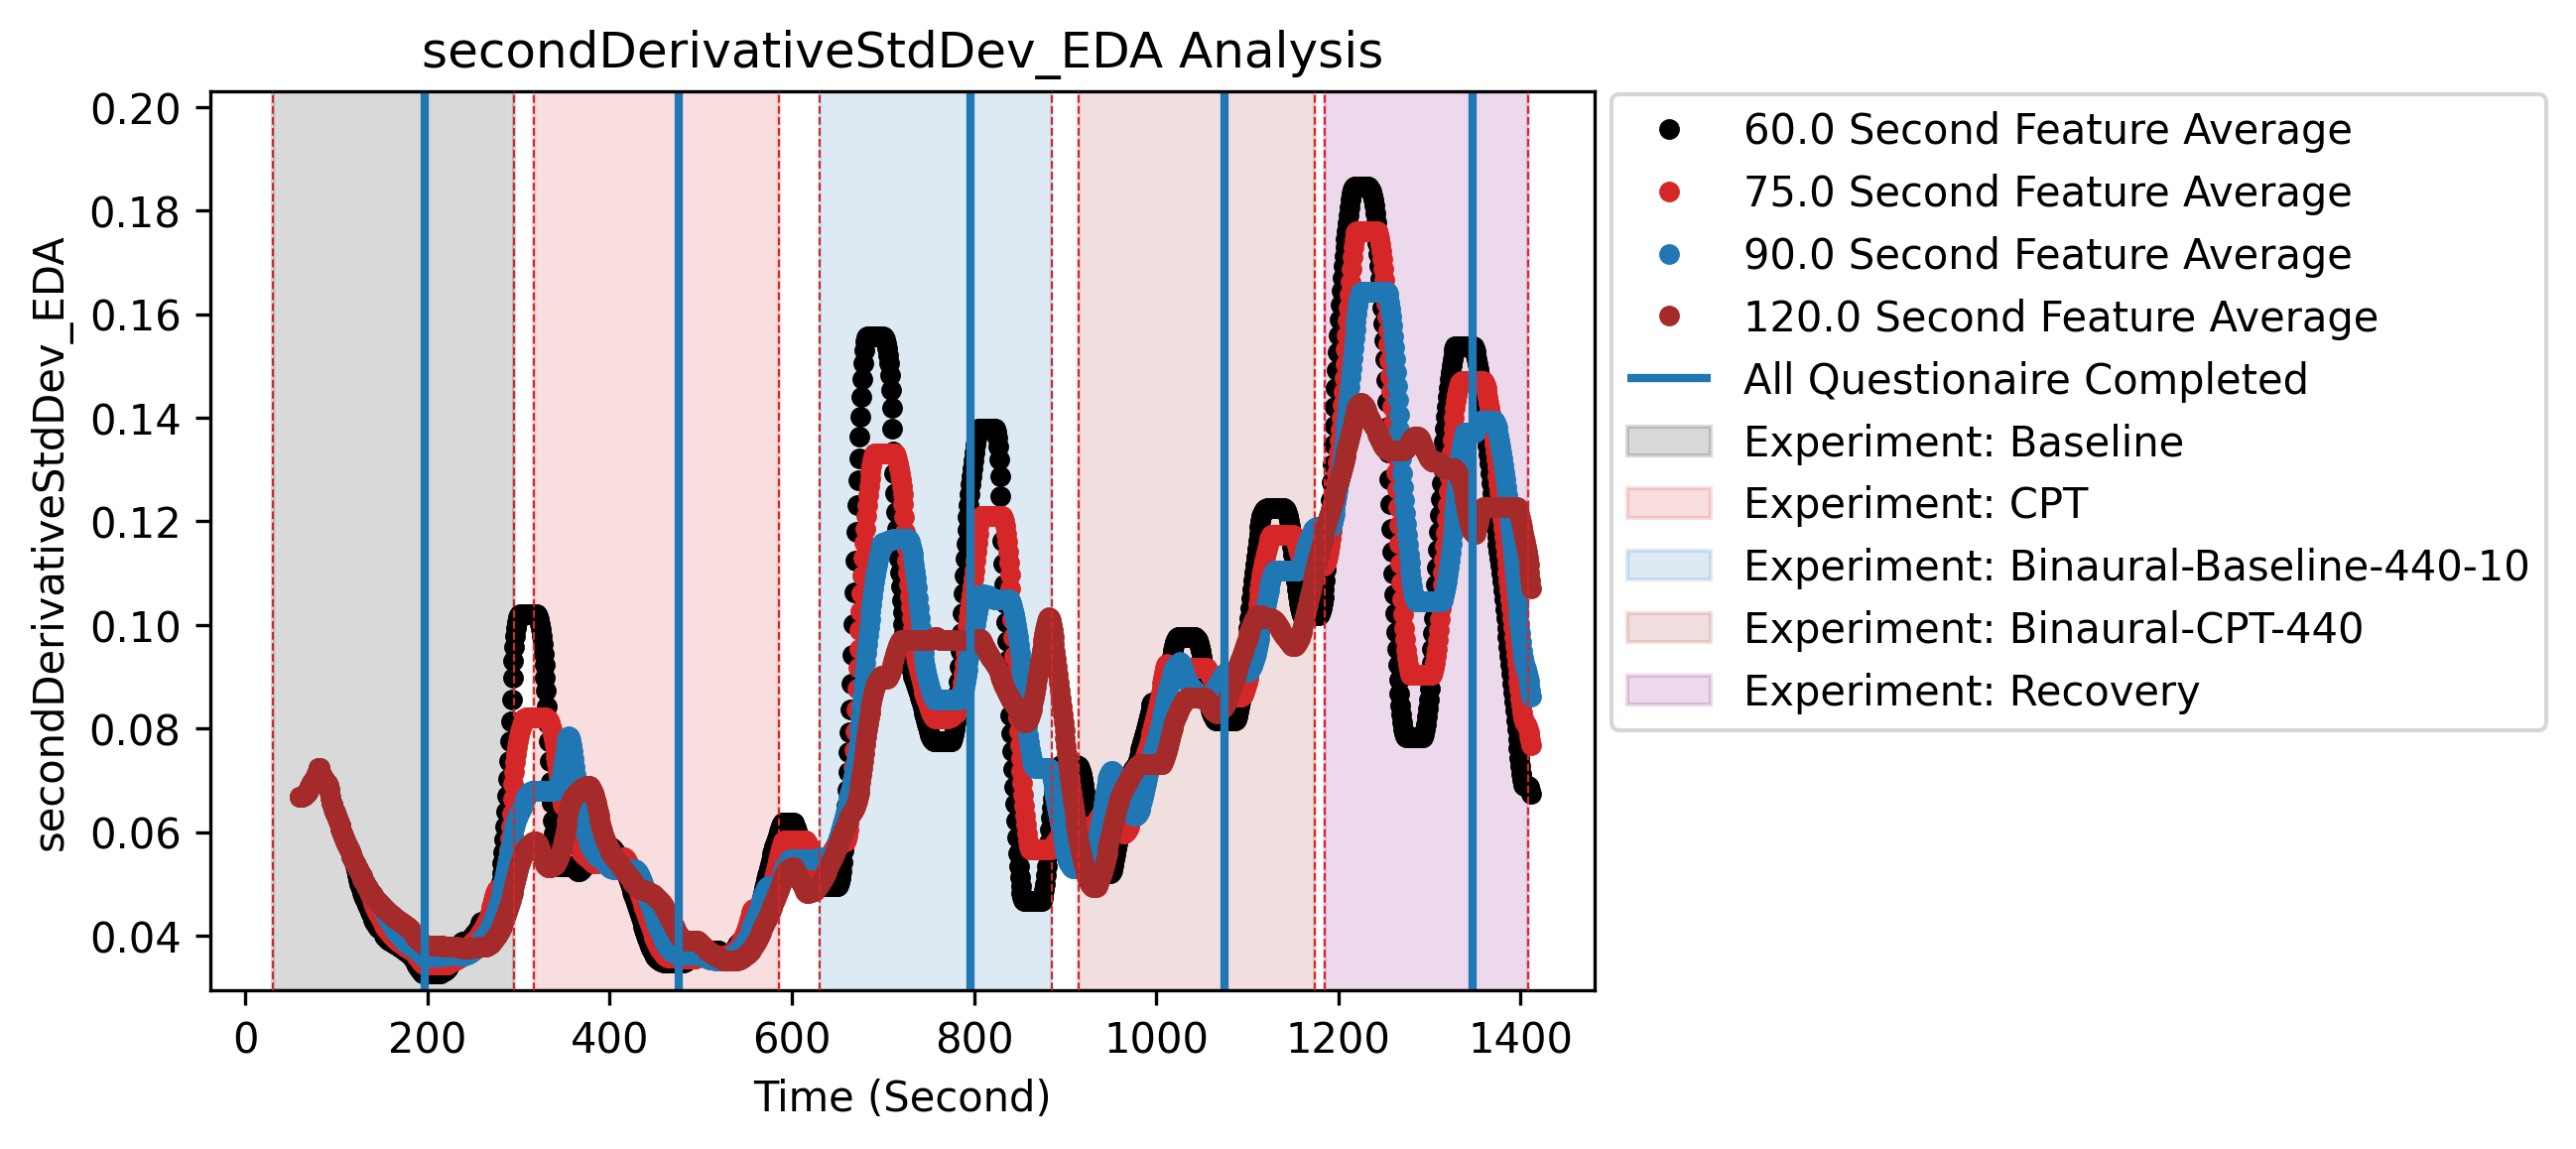 secondDerivativeStdDev_EDA Analysis
secondDerivativeStdDev_EDA
0.20
0.18
0.16
0.14
0.12
0.10
0.08
0.06
0.04
0 200 400 600 800 1000 1200 1400
Time (Second)
60.0 Second Feature Average
75.0 Second Feature Average
90.0 Second Feature Average
120.0 Second Feature Average
All Questionaire Completed
Experiment: Baseline
Experiment: CPT
Experiment: Binaural-Baseline-440-10
Experiment: Binaural-CPT-440
Experiment: Recovery